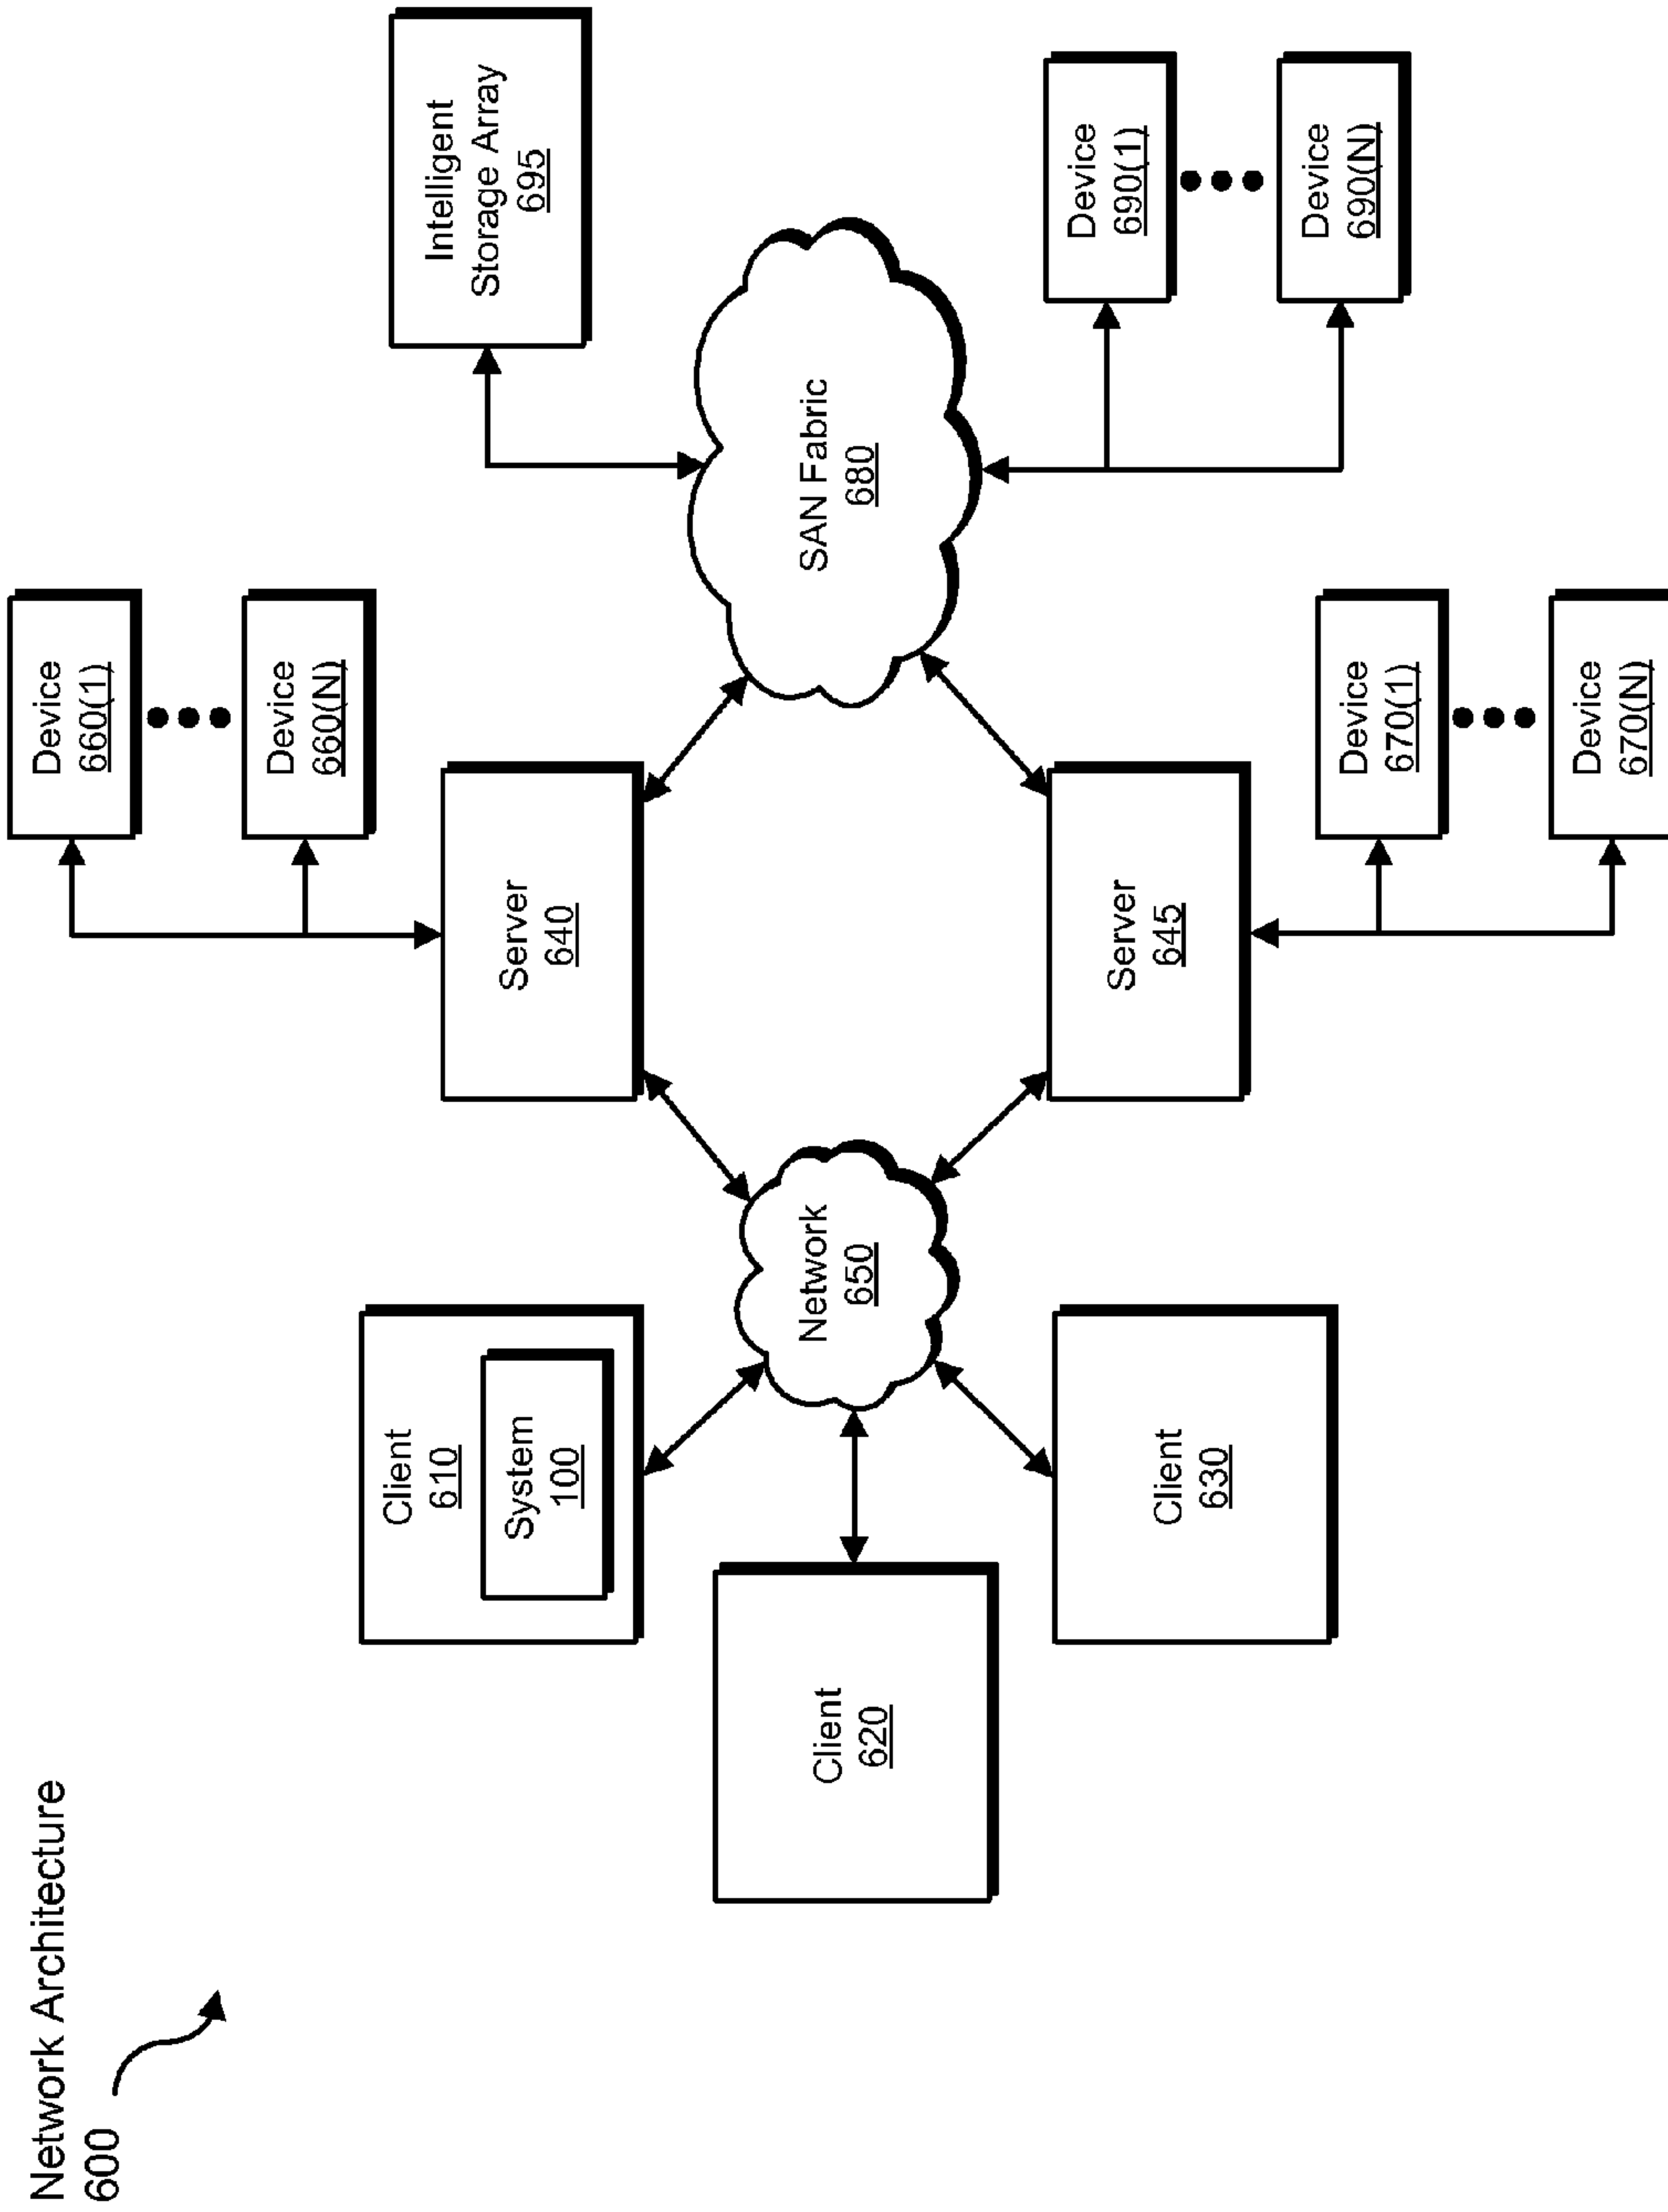 Network Architecture
600
Client
610
System
100
Client
620
Client
630
Network
650
Server
640
Server
645
Device
660(1)
Device
660(N)
Device
670(1)
Device
670(N)
SAN Fabric
680
Intelligent
Storage Array
695
Device
690(1)
Device
690(N)